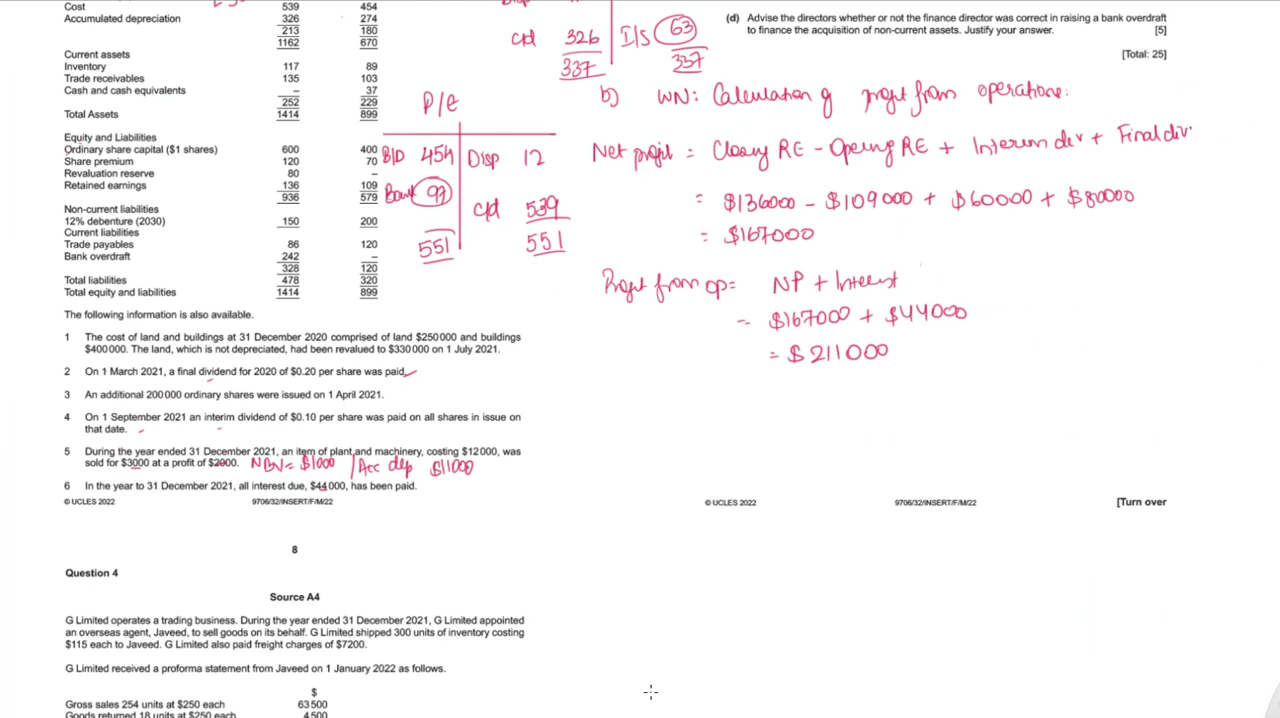 Cost 539 454
Accumulated depreciation 326 274
213 180
1162 670
Current assets
Inventory 117 89
Trade receivables 135 103
Cash and cash equivalents – 37
252 229
Total Assets 1414 899
Equity and Liabilities
Ordinary share capital ($1 shares) 600 400
Share premium 120 70
Revaluation reserve 80 –
Retained earnings 136 109
936 579
Non-current liabilities
12% debenture (2030) 150 200
Current liabilities
Trade payables 86 120
Bank overdraft 242 –
328 120
Total liabilities 478 320
Total equity and liabilities 1414 899
The following information is also available.
1 The cost of land and buildings at 31 December 2020 comprised of land $250000 and buildings
$400000. The land, which is not depreciated, had been revalued to $330000 on 1 July 2021.
2 On 1 March 2021, a final dividend for 2020 of $0.20 per share was paid.
3 An additional 200000 ordinary shares were issued on 1 April 2021.
4 On 1 September 2021 an interim dividend of $0.10 per share was paid on all shares in issue on
that date.
5 During the year ended 31 December 2021, an item of plant and machinery, costing $12000, was
sold for $3000 at a profit of $2000. NBV = $1000 / Acc dep $11000
6 In the year to 31 December 2021, all interest due, $44000, has been paid.
© UCLES 2022 9706/32/INSERT/F/M/22
8
Question 4
Source A4
G Limited operates a trading business. During the year ended 31 December 2021, G Limited appointed
an overseas agent, Javeed, to sell goods on its behalf. G Limited shipped 300 units of inventory costing
$115 each to Javeed. G Limited also paid freight charges of $7200.
G Limited received a proforma statement from Javeed on 1 January 2022 as follows.
$
Gross sales 254 units at $250 each 63500
Goods returned 18 units at $250 each 4500
P/E
B/D 454 Disp 12
Bank 97
c/d 539
551 551
c/d 326 I/S 63
337 337
(d) Advise the directors whether or not the finance director was correct in raising a bank overdraft
to finance the acquisition of non-current assets. Justify your answer. [5]
[Total: 25]
b) WN: Calculation of profit from operations:
Net profit = Closing RE - Opening RE + Interim div + Final div
= $136000 - $109000 + $60000 + $80000
= $167000
Profit from op = NP + Interest
= $167000 + $44000
= $211000
© UCLES 2022 9706/32/INSERT/F/M/22 [Turn over